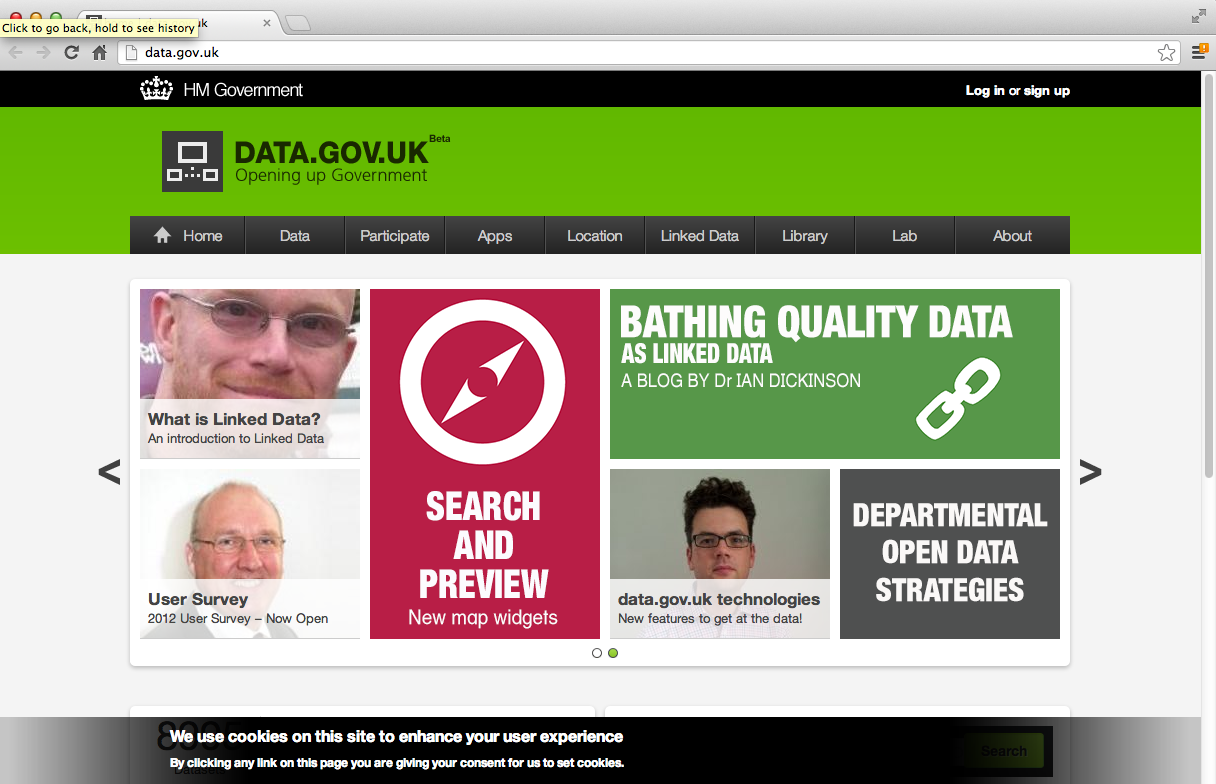 Click to go back, hold to see history
data.gov.uk
HM Government
Log in or sign up
DATA.GOV.UK Beta
Opening up Government
Home Data Participate Apps Location Linked Data Library Lab About
What is Linked Data?
An introduction to Linked Data
User Survey
2012 User Survey – Now Open
SEARCH
AND
PREVIEW
New map widgets
BATHING QUALITY DATA
AS LINKED DATA
A BLOG BY Dr IAN DICKINSON
data.gov.uk technologies
New features to get at the data!
DEPARTMENTAL
OPEN DATA
STRATEGIES
<
>
We use cookies on this site to enhance your user experience
By clicking any link on this page you are giving your consent for us to set cookies.
Datasets
Search